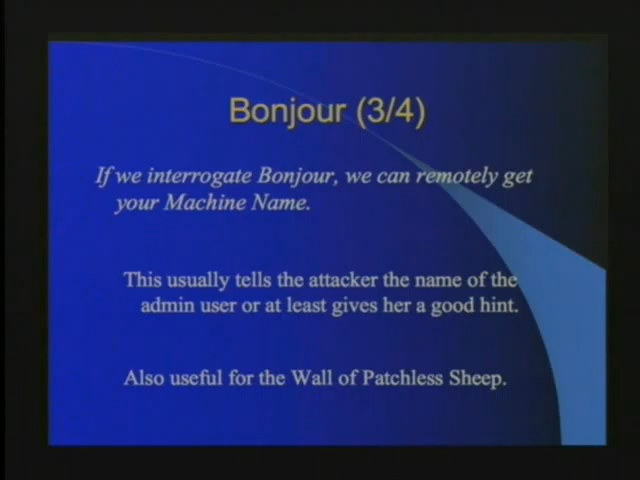 Bonjour (3/4)
If we interrogate Bonjour, we can remotely get
your Machine Name.
This usually tells the attacker the name of the
admin user or at least gives her a good hint.
Also useful for the Wall of Patchless Sheep.